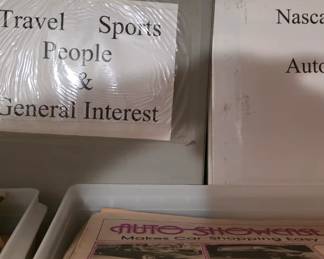 Travel Sports
People
&
General Interest
Nasca
Auto
AUTO SHOWCASE
Makes Car Shopping Easy